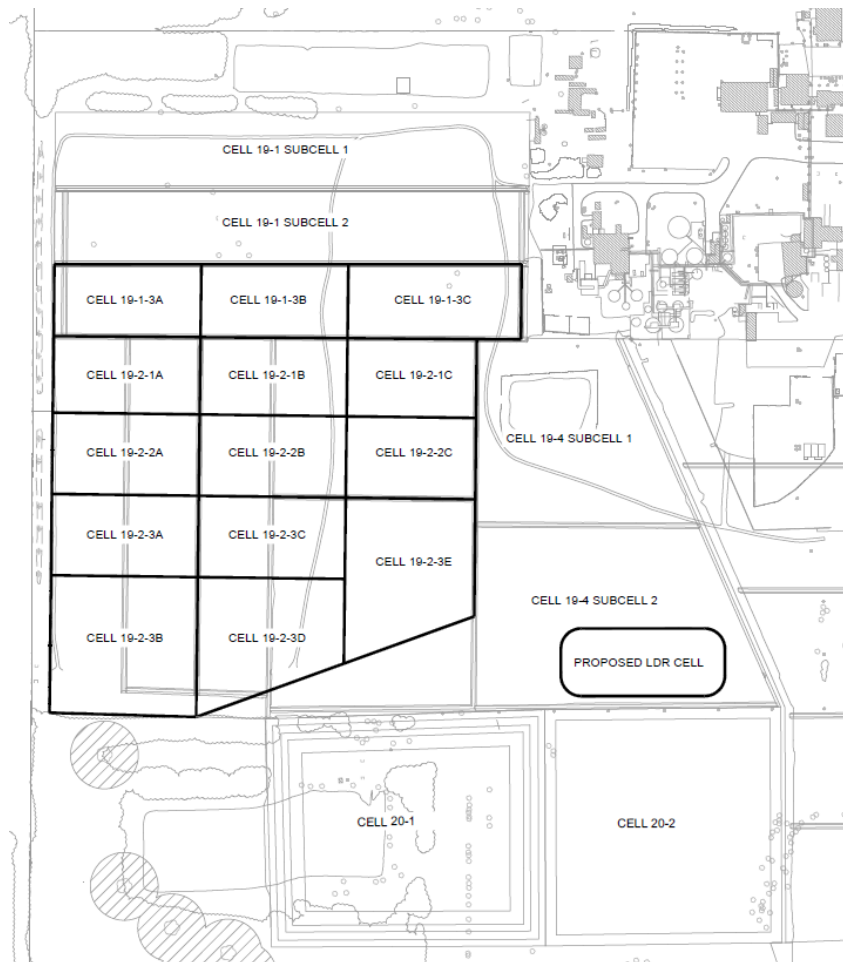 CELL 19-1 SUBCELL 1
CELL 19-1 SUBCELL 2
CELL 19-1-3A
CELL 19-1-3B
CELL 19-1-3C
CELL 19-2-1A
CELL 19-2-1B
CELL 19-2-1C
CELL 19-4 SUBCELL 1
CELL 19-2-2A
CELL 19-2-2B
CELL 19-2-2C
CELL 19-2-3A
CELL 19-2-3C
CELL 19-2-3E
CELL 19-4 SUBCELL 2
CELL 19-2-3B
CELL 19-2-3D
PROPOSED LDR CELL
CELL 20-1
CELL 20-2